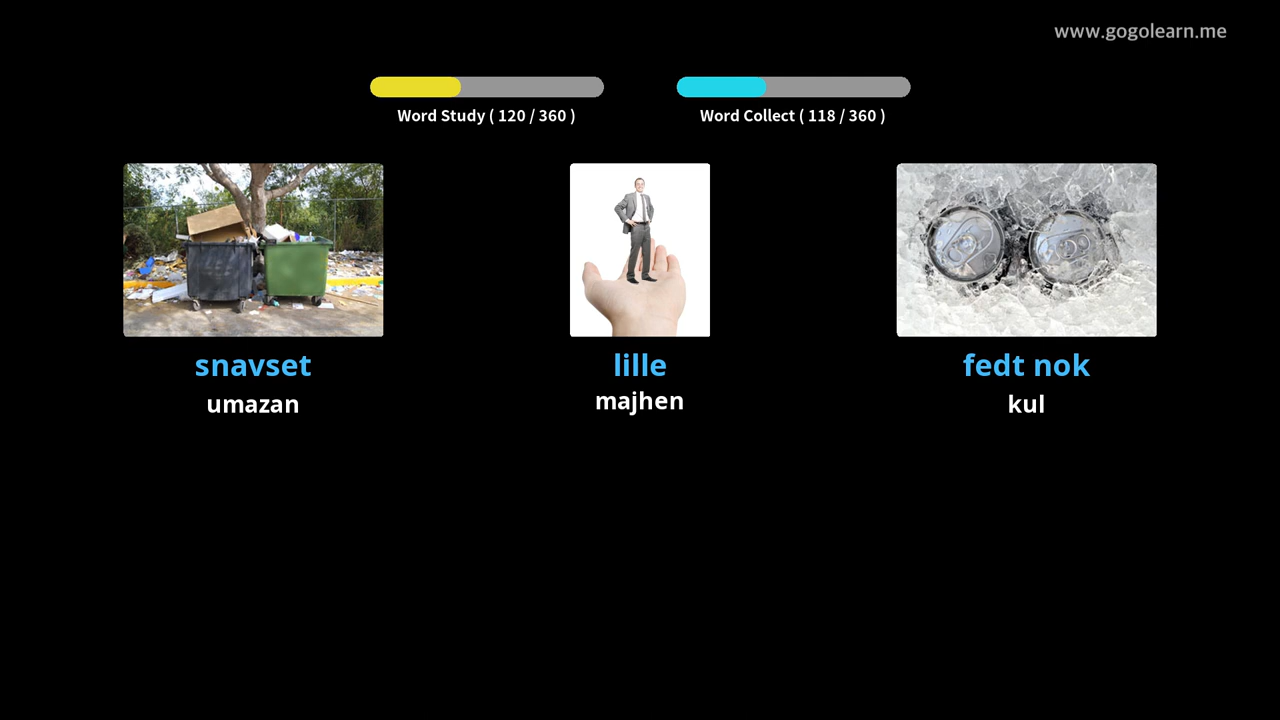 www.gogolearn.me
Word Study ( 120 / 360 )
Word Collect ( 118 / 360 )
snavset
umazan
lille
majhen
fedt nok
kul